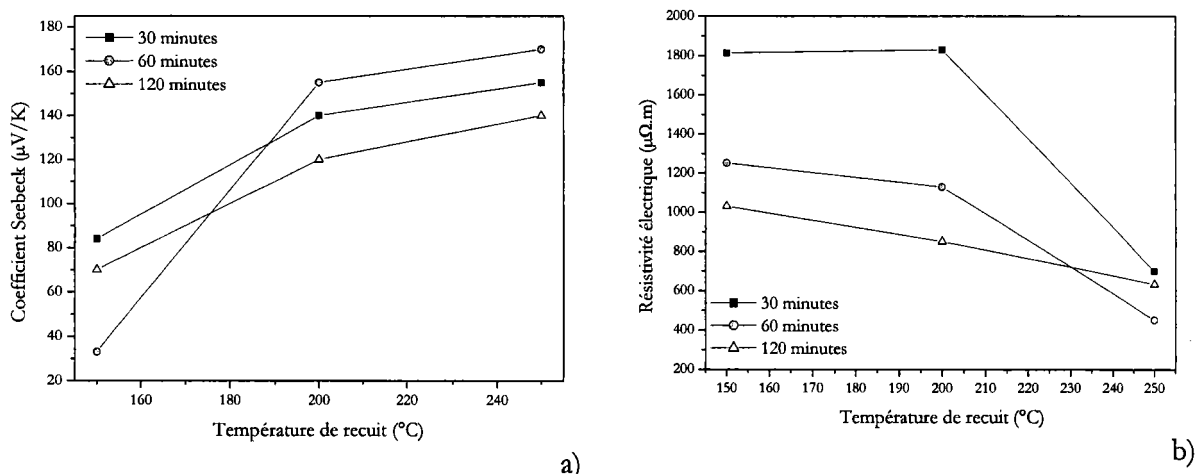 Coefficient Seebeck (µV/K)
180
160
140
120
100
80
60
40
20
30 minutes
60 minutes
120 minutes
160
180
200
220
240
Température de recuit (°C)
a)
Résistivité électrique (µΩ.m)
2000
1800
1600
1400
1200
1000
800
600
400
200
30 minutes
60 minutes
120 minutes
150
160
170
180
190
200
210
220
230
240
250
Température de recuit (°C)
b)